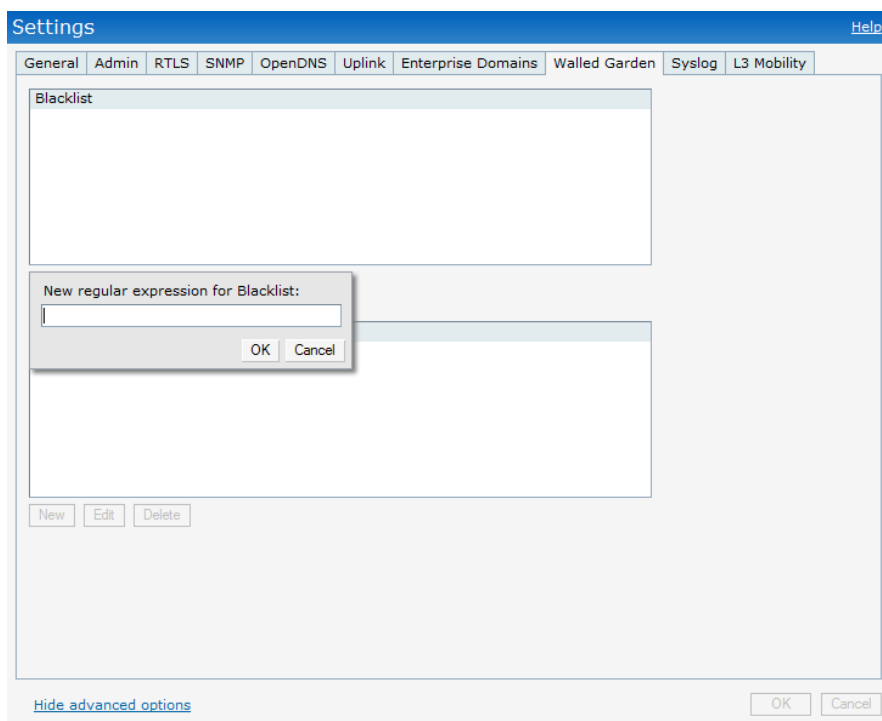 Settings
Help
General Admin RTLS SNMP OpenDNS Uplink Enterprise Domains Walled Garden Syslog L3 Mobility
Blacklist
New regular expression for Blacklist:
OK Cancel
New Edit Delete
Hide advanced options
OK Cancel